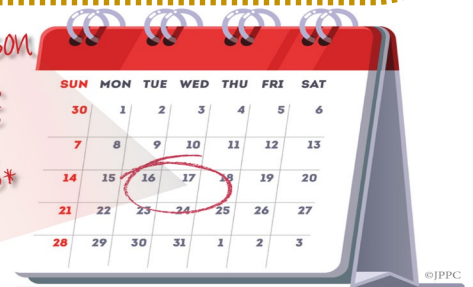 son
SUN MON TUE WED THU FRI SAT
30 1 2 3 4 5 6
7 8 9 10 11 12 13
14 15 16 17 18 19 20
21 22 23 24 25 26 27
28 29 30 31 1 2 3
©JPPC